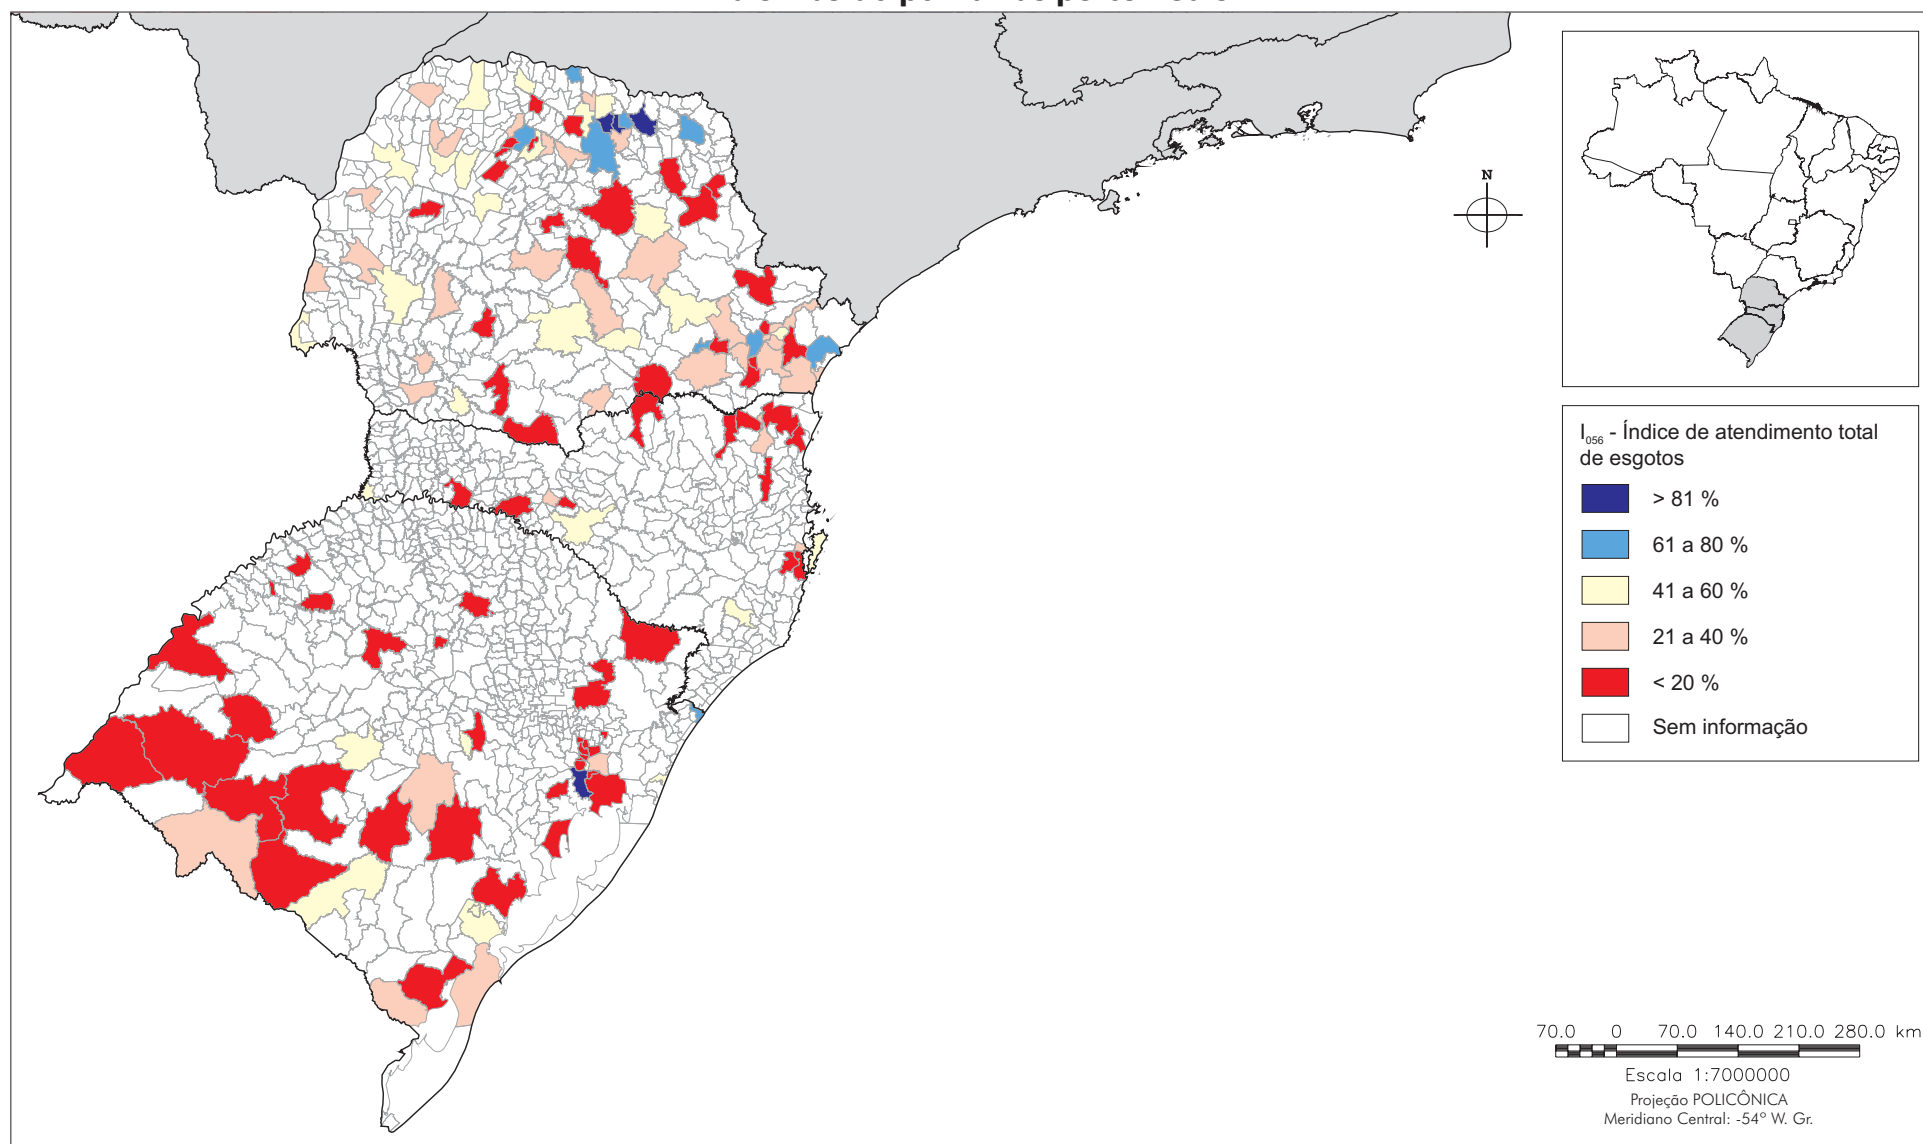 N
I056 - Índice de atendimento total
de esgotos
> 81 %
61 a 80 %
41 a 60 %
21 a 40 %
< 20 %
Sem informação
70.0 0 70.0 140.0 210.0 280.0 km
Escala 1:7000000
Projeção POLICÔNICA
Meridiano Central: -54° W. Gr.